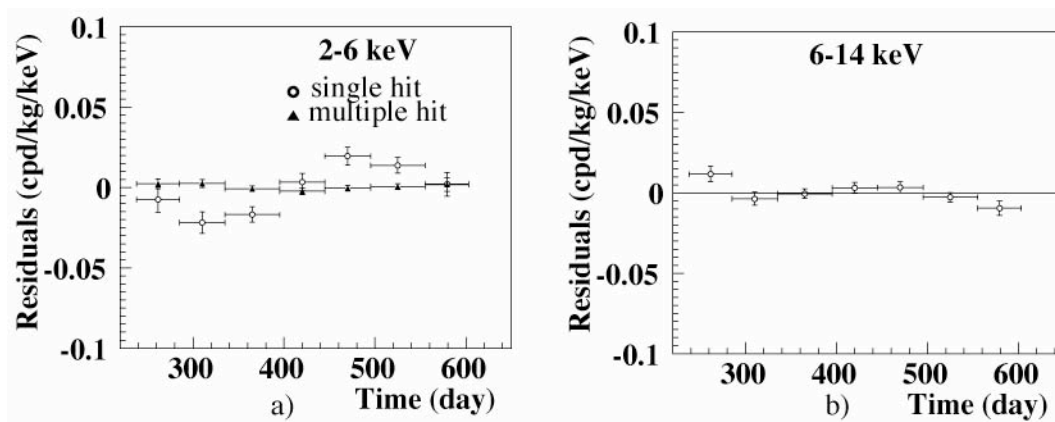 Residuals (cpd/kg/keV)
0.1
0.05
0
-0.05
-0.1
2-6 keV
single hit
multiple hit
300
400
500
600
Time (day)
a)
Residuals (cpd/kg/keV)
0.1
0.05
0
-0.05
-0.1
6-14 keV
300
400
500
600
Time (day)
b)